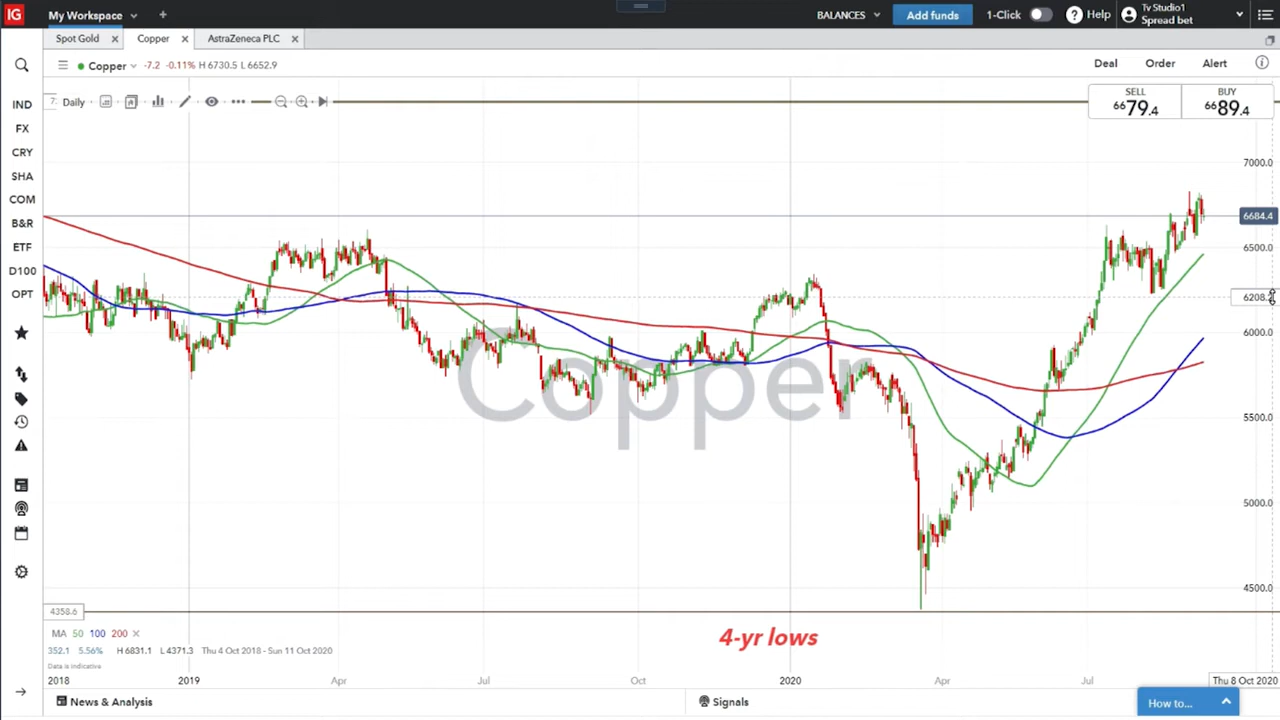 IG My Workspace + BALANCES Add funds 1-Click ? Help Tv Studio1
Spread bet
Spot Gold × Copper × AstraZeneca PLC ×
Copper -7.2 -0.11% H 6730.5 L 6652.9 Deal Order Alert
Daily
SELL BUY
6679.4 6689.4
IND
FX
CRY
SHA
COM
B&R
ETF
D100
OPT
7000.0
6684.4
6500.0
6208.
6000.0
5500.0
5000.0
4500.0
Copper
4358.6
4-yr lows
MA 50 100 200 ×
352.1 5.56% H 6831.1 L 4371.3 Thu 4 Oct 2018 - Sun 11 Oct 2020
Data is indicative
2018 2019 Apr Jul Oct 2020 Apr Jul Thu 8 Oct 2020
News & Analysis Signals How to...